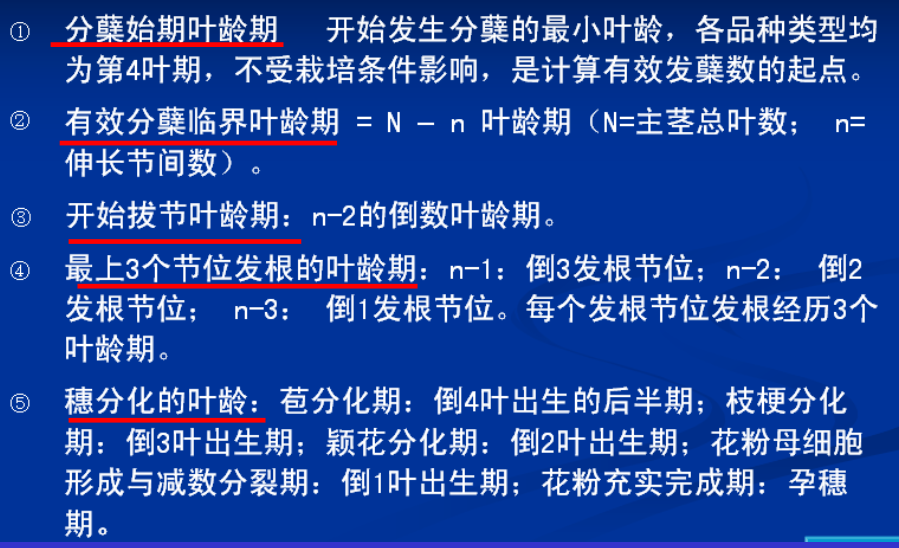 ① 分蘖始期叶龄期 开始发生分蘖的最小叶龄，各品种类型均
为第4叶期，不受栽培条件影响，是计算有效发蘖数的起点。
② 有效分蘖临界叶龄期 = N – n 叶龄期（N=主茎总叶数； n=
伸长节间数）。
③ 开始拔节叶龄期：n-2的倒数叶龄期。
④ 最上3个节位发根的叶龄期：n-1：倒3发根节位；n-2： 倒2
发根节位； n-3： 倒1发根节位。每个发根节位发根经历3个
叶龄期。
⑤ 穗分化的叶龄：苞分化期：倒4叶出生的后半期；枝梗分化
期：倒3叶出生期；颖花分化期：倒2叶出生期；花粉母细胞
形成与减数分裂期：倒1叶出生期；花粉充实完成期：孕穗
期。